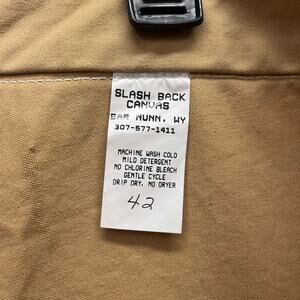 SLASH BACK
CANVAS
BAR NUNN, WY
307-577-1411
MACHINE WASH COLD
MILD DETERGENT
NO CHLORINE BLEACH
GENTLE CYCLE
DRIP DRY, NO DRYER
42